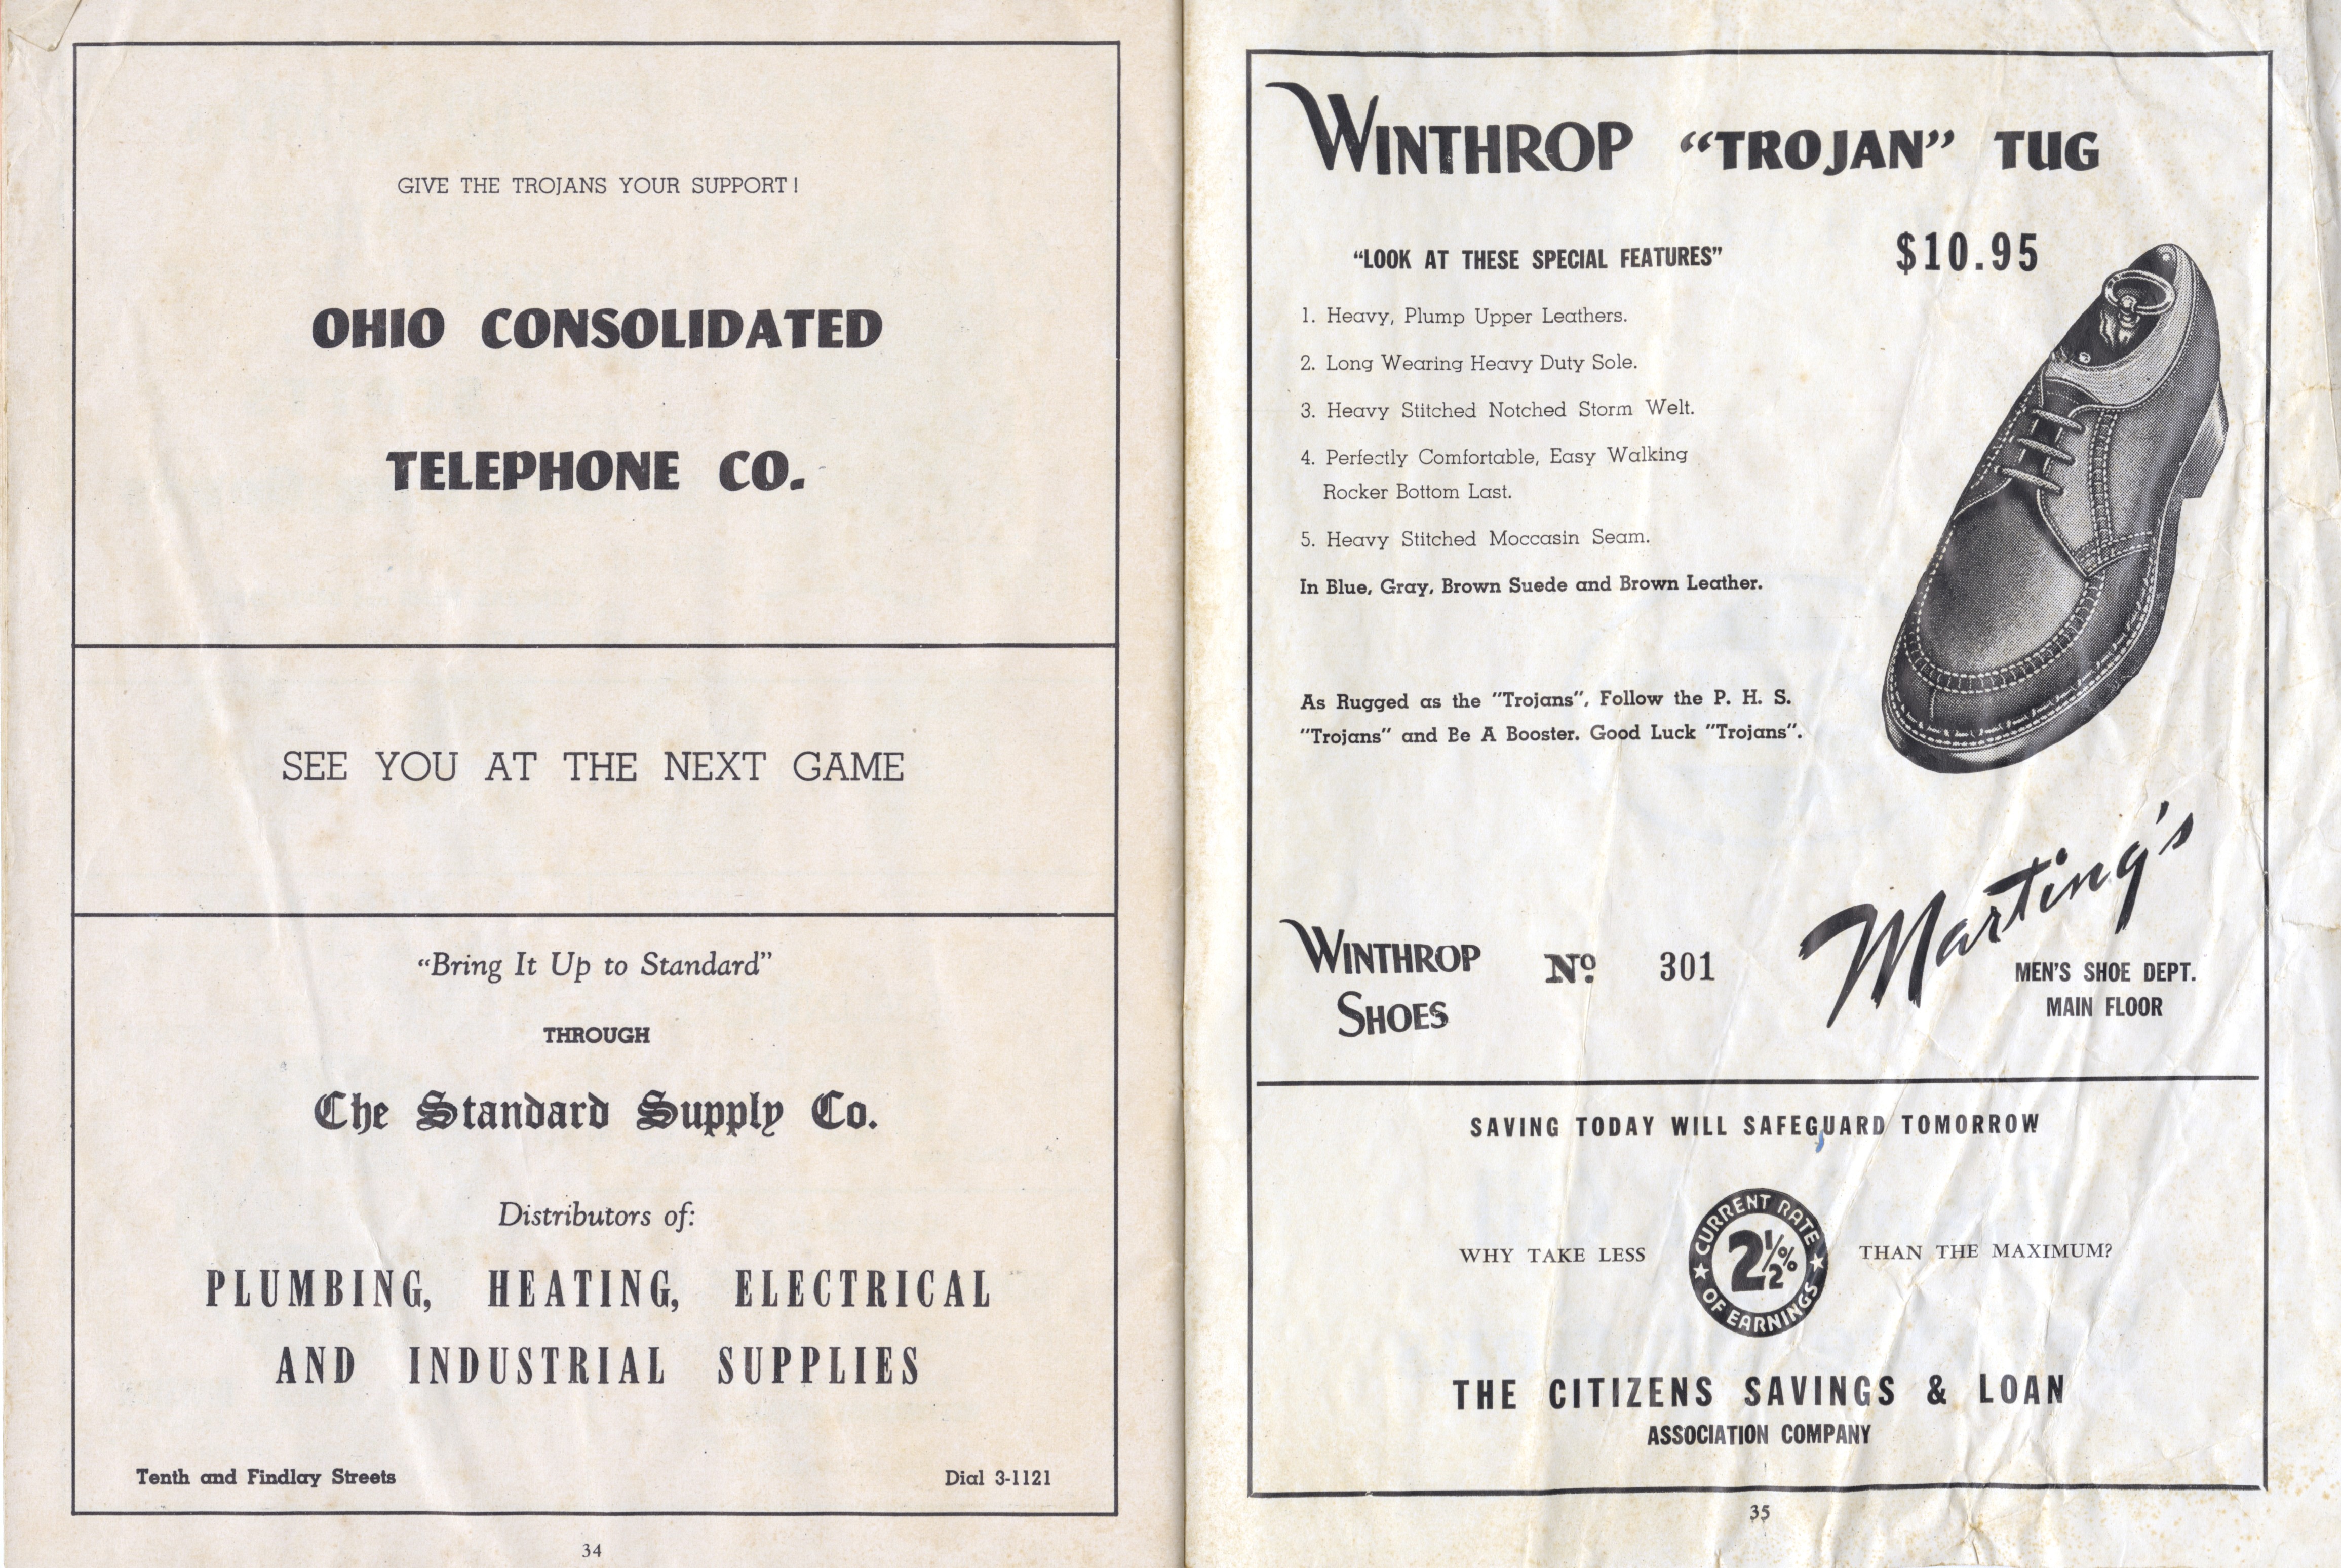 GIVE THE TROJANS YOUR SUPPORT!
OHIO CONSOLIDATED
TELEPHONE CO.
SEE YOU AT THE NEXT GAME
"Bring It Up to Standard"
THROUGH
The Standard Supply Co.
Distributors of:
PLUMBING, HEATING, ELECTRICAL
AND INDUSTRIAL SUPPLIES
Tenth and Findlay Streets Dial 3-1121
34
WINTHROP "TROJAN" TUG
$10.95
"LOOK AT THESE SPECIAL FEATURES"
1. Heavy, Plump Upper Leathers.
2. Long Wearing Heavy Duty Sole.
3. Heavy Stitched Notched Storm Welt.
4. Perfectly Comfortable, Easy Walking
Rocker Bottom Last.
5. Heavy Stitched Moccasin Seam.
In Blue, Gray, Brown Suede and Brown Leather.
As Rugged as the "Trojans", Follow the P. H. S.
"Trojans" and Be A Booster. Good Luck "Trojans".
WINTHROP
SHOES
No. 301
Marting's
MEN'S SHOE DEPT.
MAIN FLOOR
SAVING TODAY WILL SAFEGUARD TOMORROW
WHY TAKE LESS
CURRENT RATE
2½%
OF EARNINGS
THAN THE MAXIMUM?
THE CITIZENS SAVINGS & LOAN
ASSOCIATION COMPANY
35